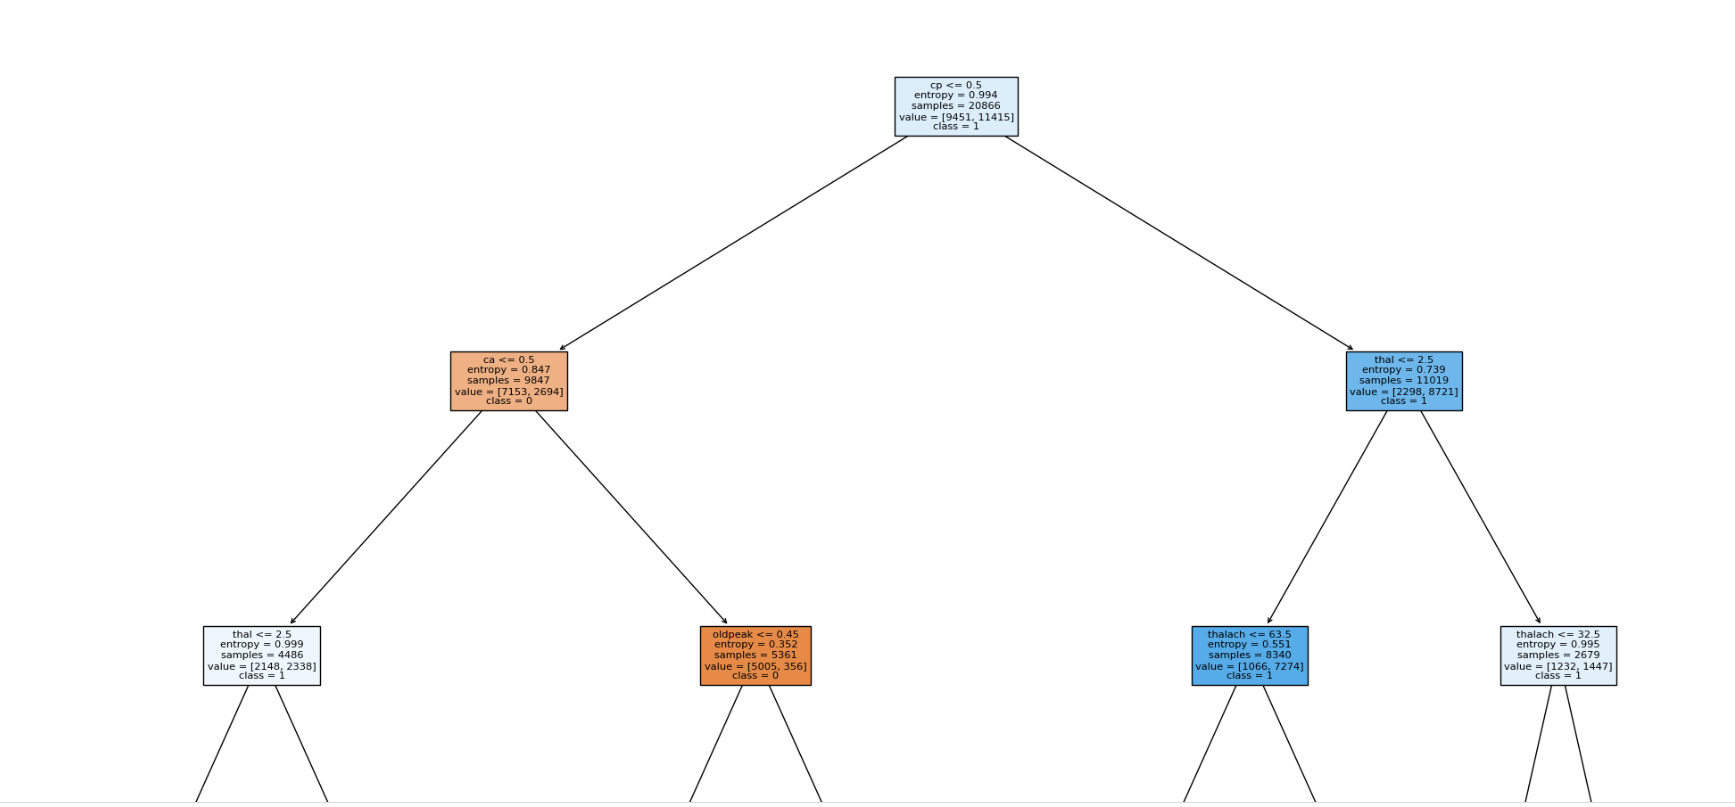 cp <= 0.5
entropy = 0.994
samples = 20866
value = [9451, 11415]
class = 1
ca <= 0.5
entropy = 0.847
samples = 9847
value = [7153, 2694]
class = 0
thal <= 2.5
entropy = 0.739
samples = 11019
value = [2298, 8721]
class = 1
thal <= 2.5
entropy = 0.999
samples = 4486
value = [2148, 2338]
class = 1
oldpeak <= 0.45
entropy = 0.352
samples = 5361
value = [5005, 356]
class = 0
thalach <= 63.5
entropy = 0.551
samples = 8340
value = [1066, 7274]
class = 1
thalach <= 32.5
entropy = 0.995
samples = 2679
value = [1232, 1447]
class = 1